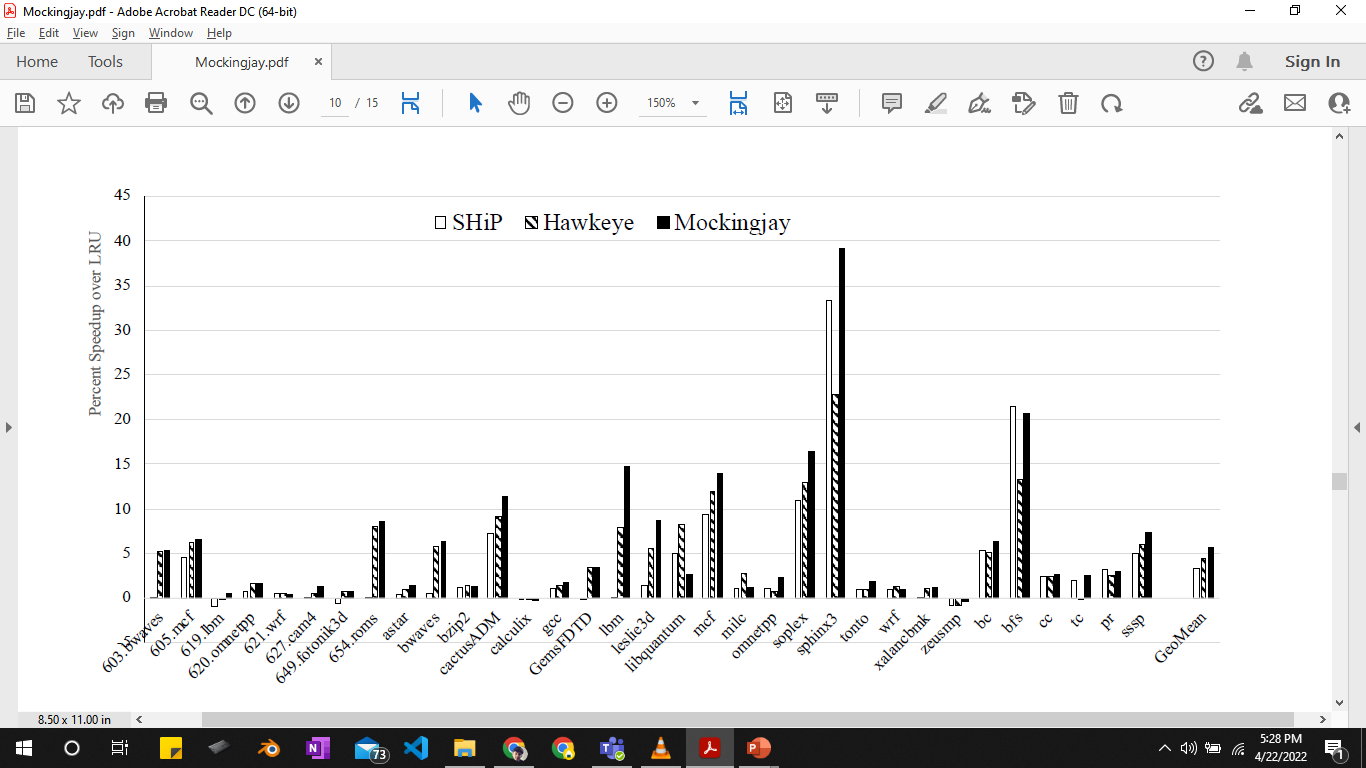 Mockingjay.pdf - Adobe Acrobat Reader DC (64-bit)
File Edit View Sign Window Help
Home Tools Mockingjay.pdf × Sign In
10 / 15 150%
45
40
35
30
25
20
15
10
5
0
-5
Percent Speedup over LRU
SHiP Hawkeye Mockingjay
603.bwaves
605.mcf
619.lbm
620.omnetpp
621.wrf
627.cam4
649.fotonik3d
654.roms
astar
bwaves
bzip2
cactusADM
calculix
gcc
GemsFDTD
lbm
leslie3d
libquantum
mcf
milc
omnetpp
soplex
sphinx3
tonto
wrf
xalancbmk
zeusmp
bc
bfs
cc
tc
pr
sssp
GeoMean
8.50 x 11.00 in
73
5:28 PM
4/22/2022
1